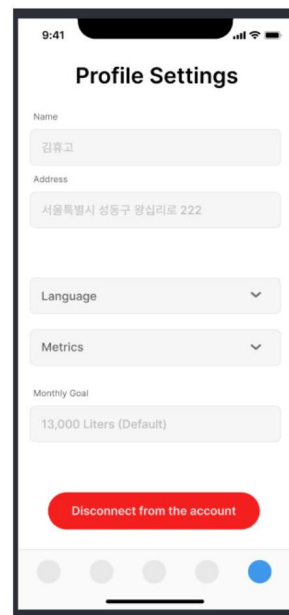 9:41
Profile Settings
Name
김휴고
Address
서울특별시 성동구 왕십리로 222
Language
Metrics
Monthly Goal
13,000 Liters (Default)
Disconnect from the account